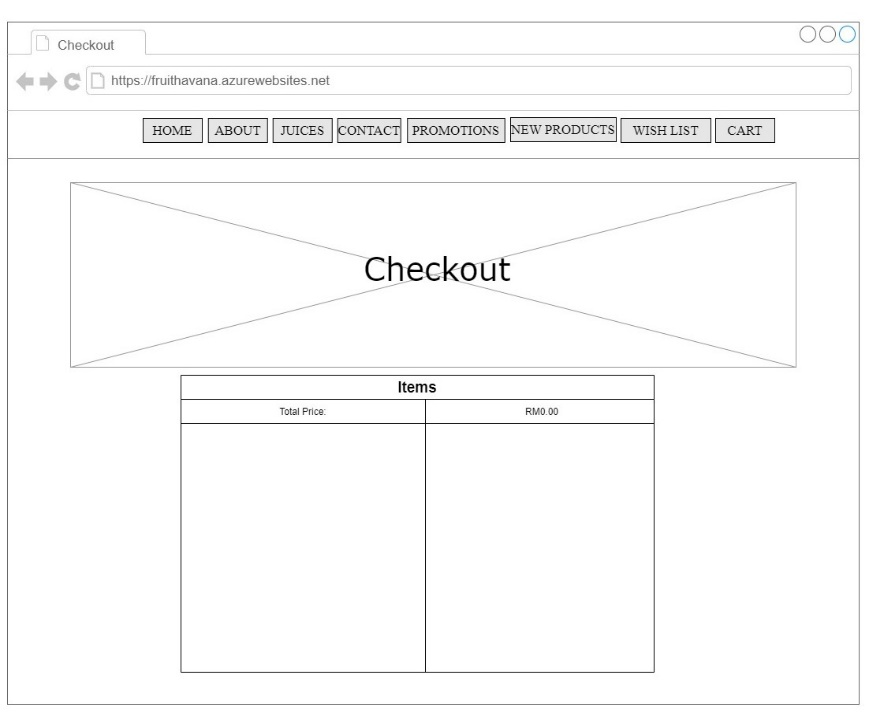 Checkout
https://fruithavana.azurewebsites.net
HOME ABOUT JUICES CONTACT PROMOTIONS NEW PRODUCTS WISH LIST CART
Checkout
Items
Total Price: RM0.00